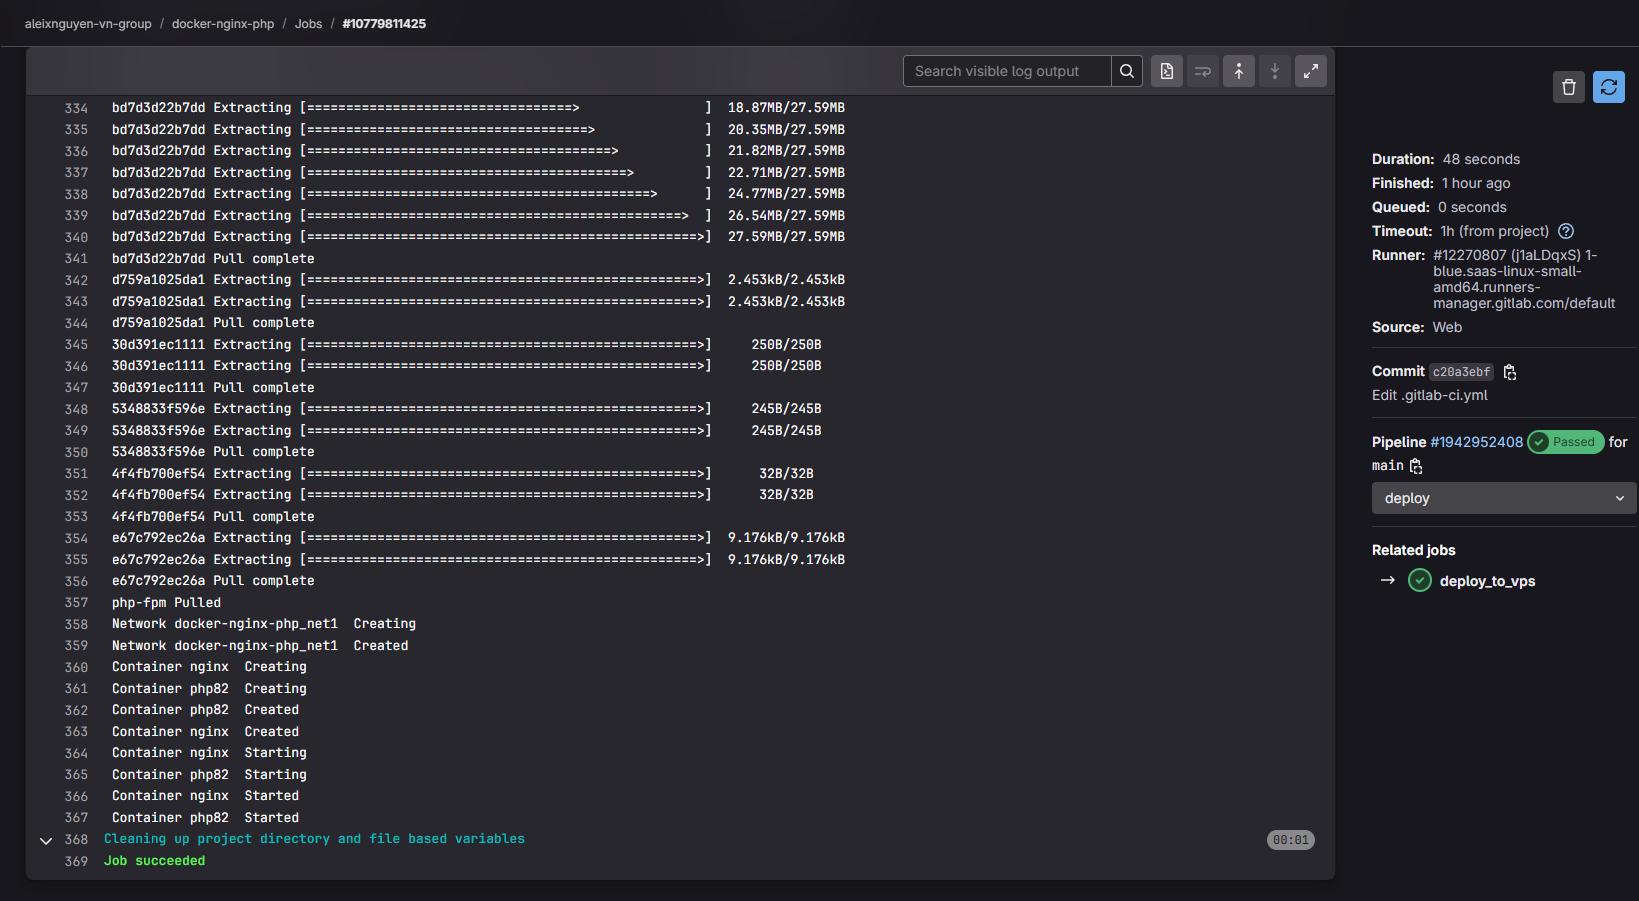 aleixnguyen-vn-group / docker-nginx-php / Jobs / #10779811425
Search visible log output
334 bd7d3d22b7dd Extracting [==================================>                ]  18.87MB/27.59MB
335 bd7d3d22b7dd Extracting [====================================>              ]  20.35MB/27.59MB
336 bd7d3d22b7dd Extracting [=======================================>           ]  21.82MB/27.59MB
337 bd7d3d22b7dd Extracting [=========================================>         ]  22.71MB/27.59MB
338 bd7d3d22b7dd Extracting [============================================>      ]  24.77MB/27.59MB
339 bd7d3d22b7dd Extracting [================================================>  ]  26.54MB/27.59MB
340 bd7d3d22b7dd Extracting [==================================================>]  27.59MB/27.59MB
341 bd7d3d22b7dd Pull complete
342 d759a1025da1 Extracting [==================================================>]  2.453kB/2.453kB
343 d759a1025da1 Extracting [==================================================>]  2.453kB/2.453kB
344 d759a1025da1 Pull complete
345 30d391ec1111 Extracting [==================================================>]     250B/250B
346 30d391ec1111 Extracting [==================================================>]     250B/250B
347 30d391ec1111 Pull complete
348 5348833f596e Extracting [==================================================>]     245B/245B
349 5348833f596e Extracting [==================================================>]     245B/245B
350 5348833f596e Pull complete
351 4f4fb700ef54 Extracting [==================================================>]      32B/32B
352 4f4fb700ef54 Extracting [==================================================>]      32B/32B
353 4f4fb700ef54 Pull complete
354 e67c792ec26a Extracting [==================================================>]  9.176kB/9.176kB
355 e67c792ec26a Extracting [==================================================>]  9.176kB/9.176kB
356 e67c792ec26a Pull complete
357 php-fpm Pulled
358 Network docker-nginx-php_net1  Creating
359 Network docker-nginx-php_net1  Created
360 Container nginx  Creating
361 Container php82  Creating
362 Container php82  Created
363 Container nginx  Created
364 Container nginx  Starting
365 Container php82  Starting
366 Container nginx  Started
367 Container php82  Started
368 Cleaning up project directory and file based variables 00:01
369 Job succeeded
Duration: 48 seconds
Finished: 1 hour ago
Queued: 0 seconds
Timeout: 1h (from project)
Runner: #12270807 (j1aLDqxS) 1-
blue.saas-linux-small-
amd64.runners-
manager.gitlab.com/default
Source: Web
Commit c20a3ebf
Edit .gitlab-ci.yml
Pipeline #1942952408 Passed for
main
deploy
Related jobs
deploy_to_vps